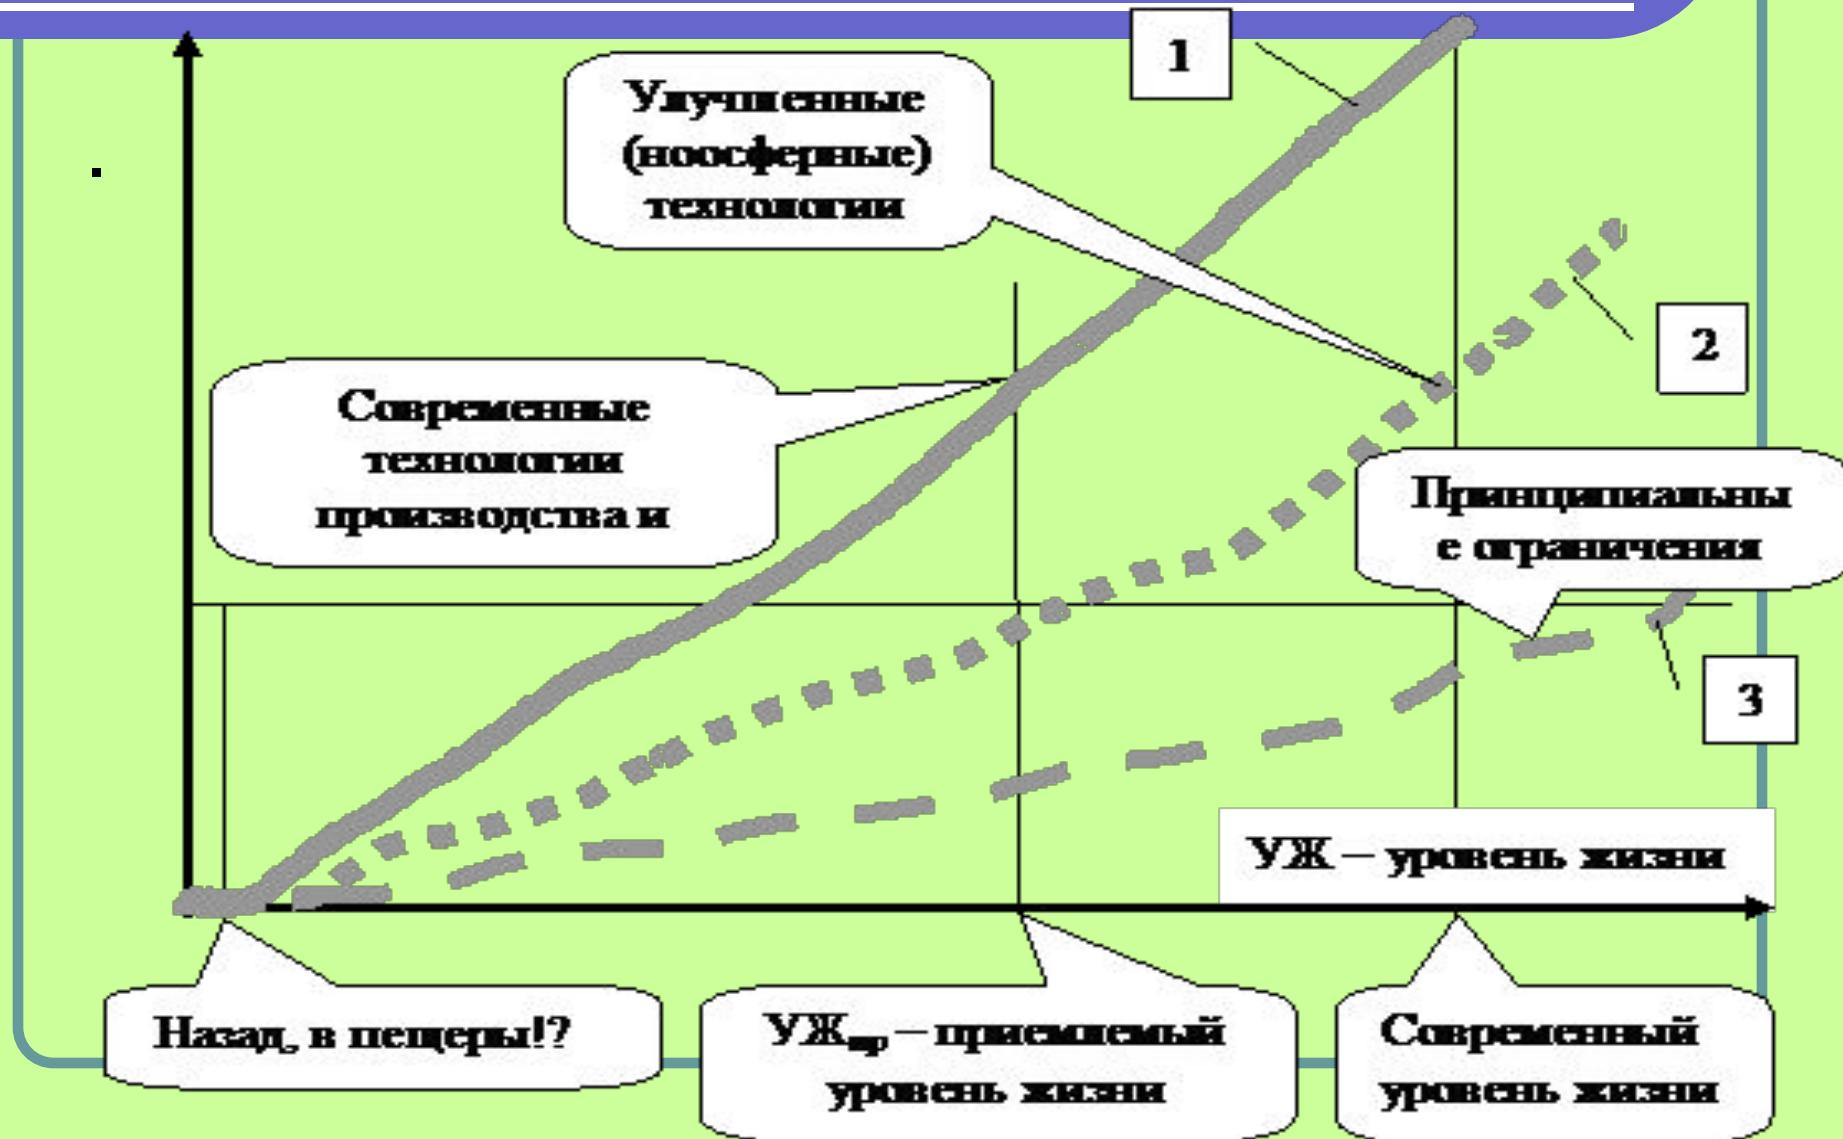 1
Улучшенные
(ноосферные)
технологии
2
Современные
технологии
производства и
Принципиальны
е ограничения
3
УЖ – уровень жизни
Назад, в пещеры!?
УЖпр – приемлемый
уровень жизни
Современный
уровень жизни